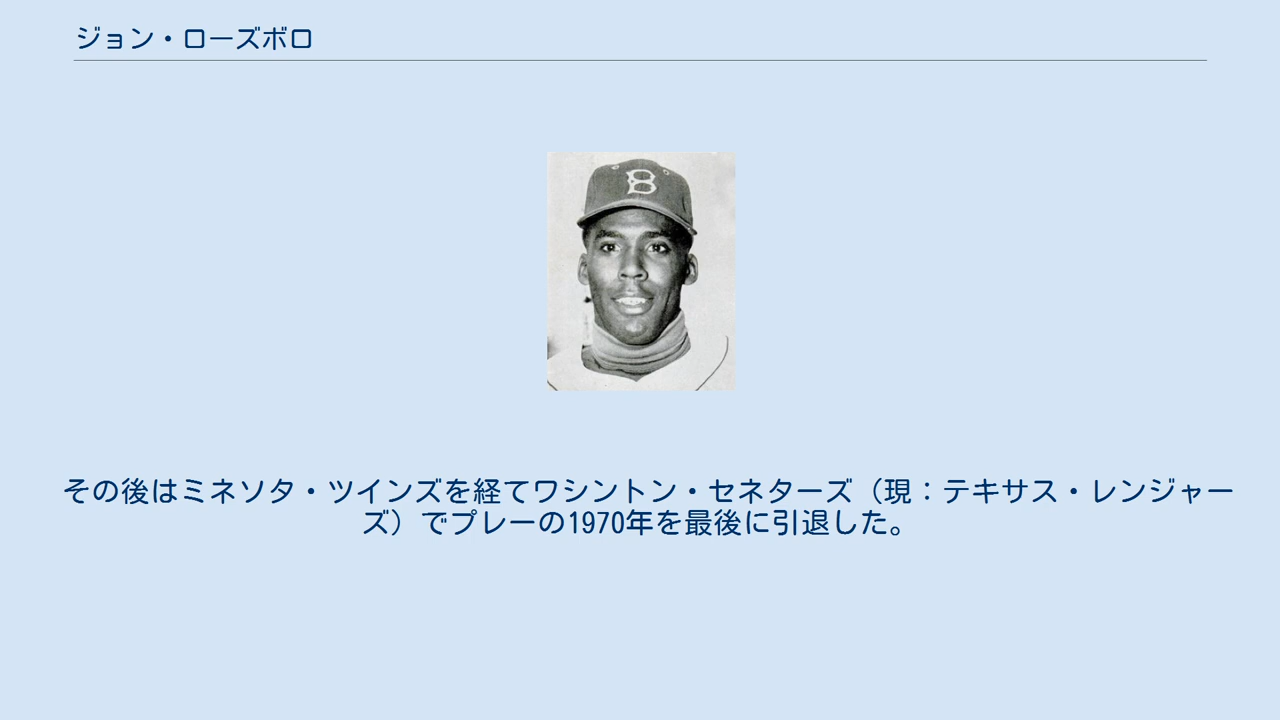 ジョン・ローズボロ
B
その後はミネソタ・ツインズを経てワシントン・セネターズ（現：テキサス・レンジャー
ズ）でプレーの1970年を最後に引退した。